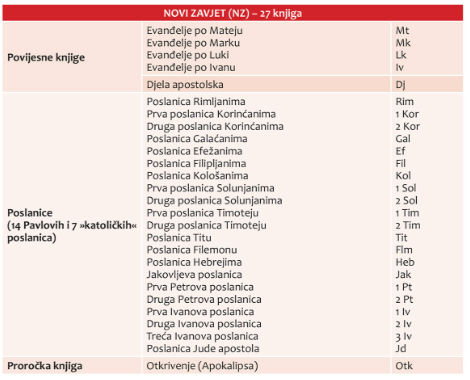 NOVI ZAVJET (NZ) – 27 knjiga
Povijesne knjige
Evanđelje po Mateju Mt
Evanđelje po Marku Mk
Evanđelje po Luki Lk
Evanđelje po Ivanu Iv
Djela apostolska Dj
Poslanice
(14 Pavlovih i 7 »katoličkih«
poslanica)
Poslanica Rimljanima Rim
Prva poslanica Korinćanima 1 Kor
Druga poslanica Korinćanima 2 Kor
Poslanica Galaćanima Gal
Poslanica Efežanima Ef
Poslanica Filipljanima Fil
Poslanica Kološanima Kol
Prva poslanica Solunjanima 1 Sol
Druga poslanica Solunjanima 2 Sol
Prva poslanica Timoteju 1 Tim
Druga poslanica Timoteju 2 Tim
Poslanica Titu Tit
Poslanica Filemonu Flm
Poslanica Hebrejima Heb
Jakovljeva poslanica Jak
Prva Petrova poslanica 1 Pt
Druga Petrova poslanica 2 Pt
Prva Ivanova poslanica 1 Iv
Druga Ivanova poslanica 2 Iv
Treća Ivanova poslanica 3 Iv
Poslanica Jude apostola Jd
Proročka knjiga
Otkrivenje (Apokalipsa) Otk